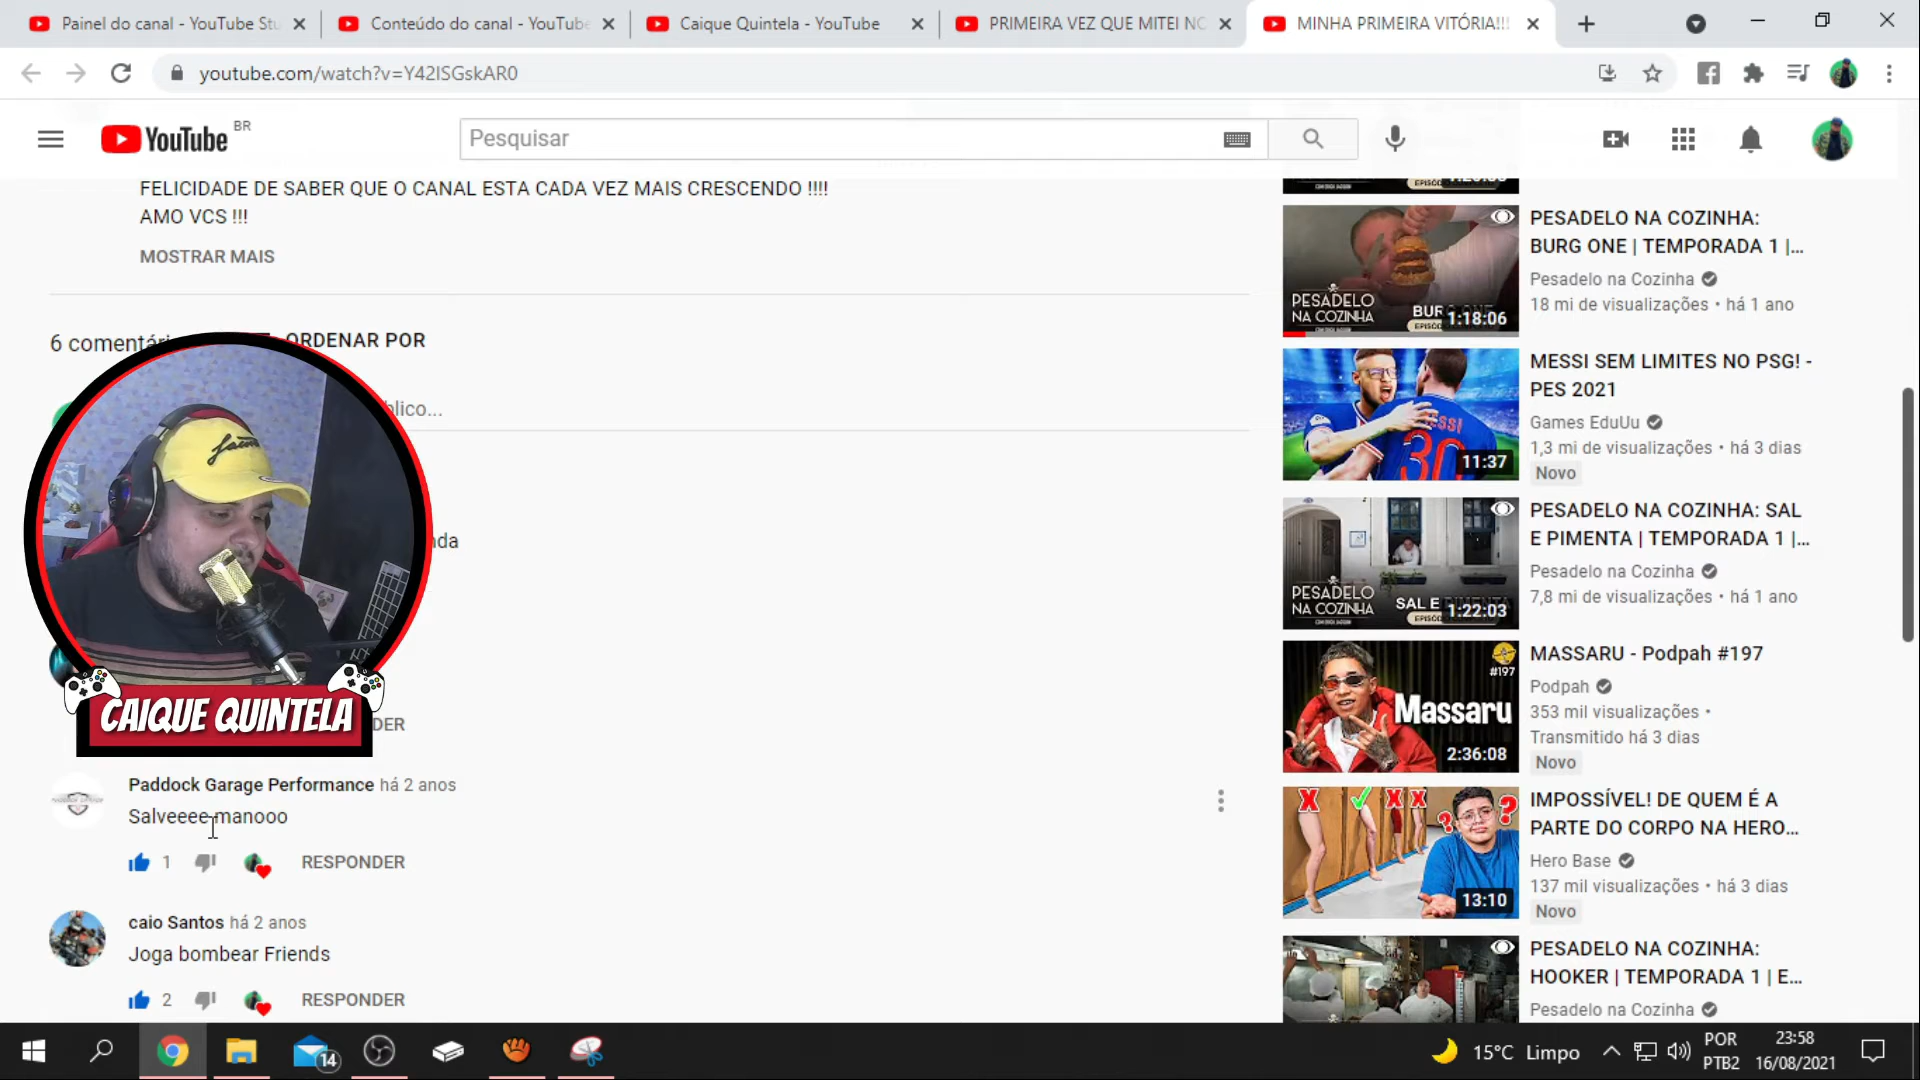 Painel do canal - YouTube Stu
Conteúdo do canal - YouTube
Caique Quintela - YouTube
PRIMEIRA VEZ QUE MITEI NO
MINHA PRIMEIRA VITÓRIA!!!
youtube.com/watch?v=Y42ISGskAR0
YouTube BR
Pesquisar
FELICIDADE DE SABER QUE O CANAL ESTA CADA VEZ MAIS CRESCENDO !!!!
AMO VCS !!!
MOSTRAR MAIS
6 comentári
ORDENAR POR
blico...
nda
DER
CAIQUE QUINTELA
Paddock Garage Performance há 2 anos
Salveeee manooo
1 RESPONDER
caio Santos há 2 anos
Joga bombear Friends
2 RESPONDER
PESADELO NA COZINHA
1:18:06
PESADELO NA COZINHA:
BURG ONE | TEMPORADA 1 |...
Pesadelo na Cozinha
18 mi de visualizações • há 1 ano
MESSI
30
11:37
MESSI SEM LIMITES NO PSG! -
PES 2021
Games EduUu
1,3 mi de visualizações • há 3 dias
Novo
PESADELO NA COZINHA
SAL E
1:22:03
PESADELO NA COZINHA: SAL
E PIMENTA | TEMPORADA 1 |...
Pesadelo na Cozinha
7,8 mi de visualizações • há 1 ano
#197
Massaru
2:36:08
MASSARU - Podpah #197
Podpah
353 mil visualizações •
Transmitido há 3 dias
Novo
13:10
IMPOSSÍVEL! DE QUEM É A
PARTE DO CORPO NA HERO...
Hero Base
137 mil visualizações • há 3 dias
Novo
PESADELO NA COZINHA:
HOOKER | TEMPORADA 1 | E...
Pesadelo na Cozinha
14
15°C Limpo
POR
PTB2
23:58
16/08/2021